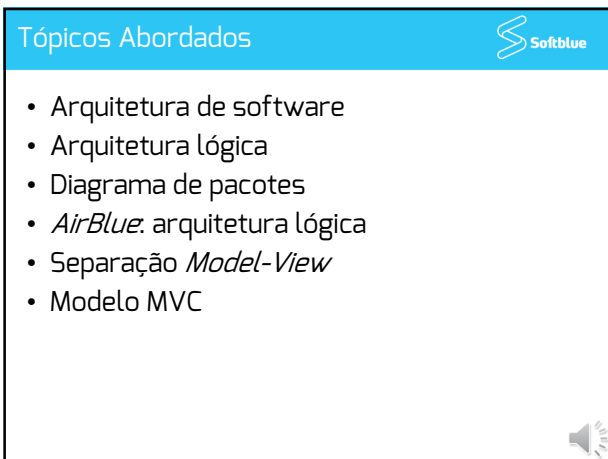 Tópicos Abordados
Softblue
• Arquitetura de software
• Arquitetura lógica
• Diagrama de pacotes
• AirBlue: arquitetura lógica
• Separação Model-View
• Modelo MVC